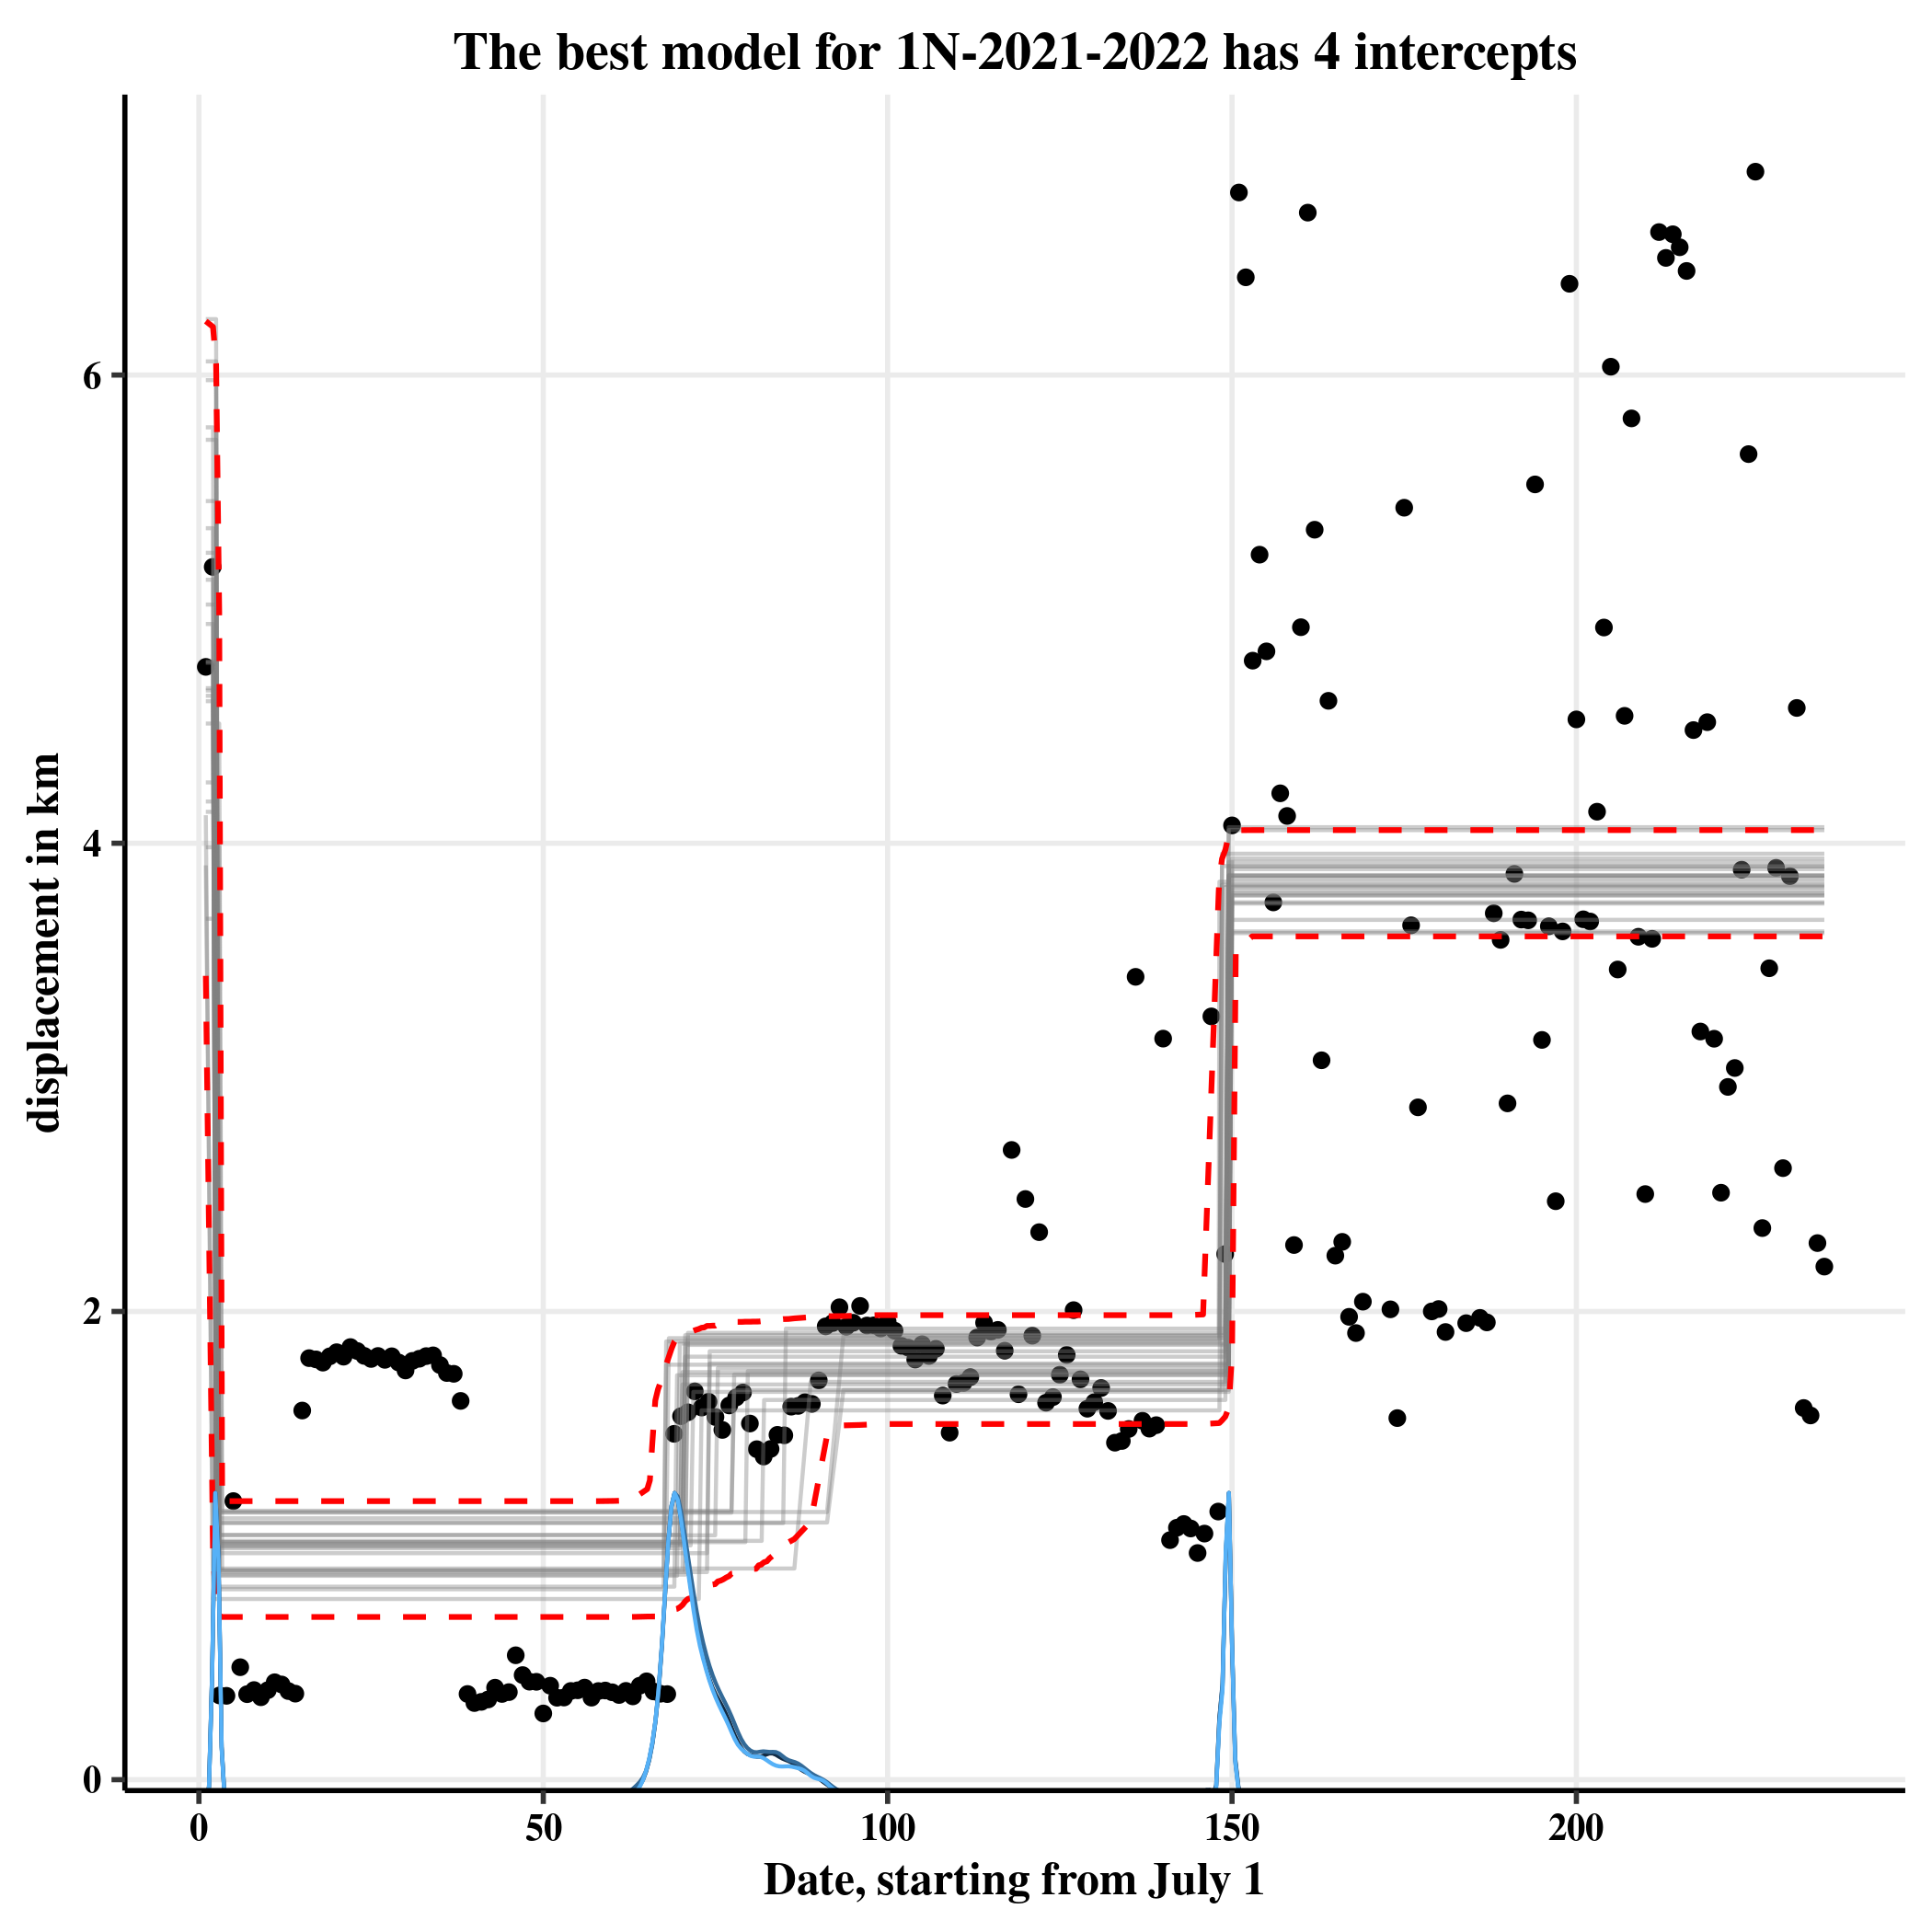 The best model for 1N-2021-2022 has 4 intercepts
displacement in km
6
4
2
0
0 50 100 150 200
Date, starting from July 1